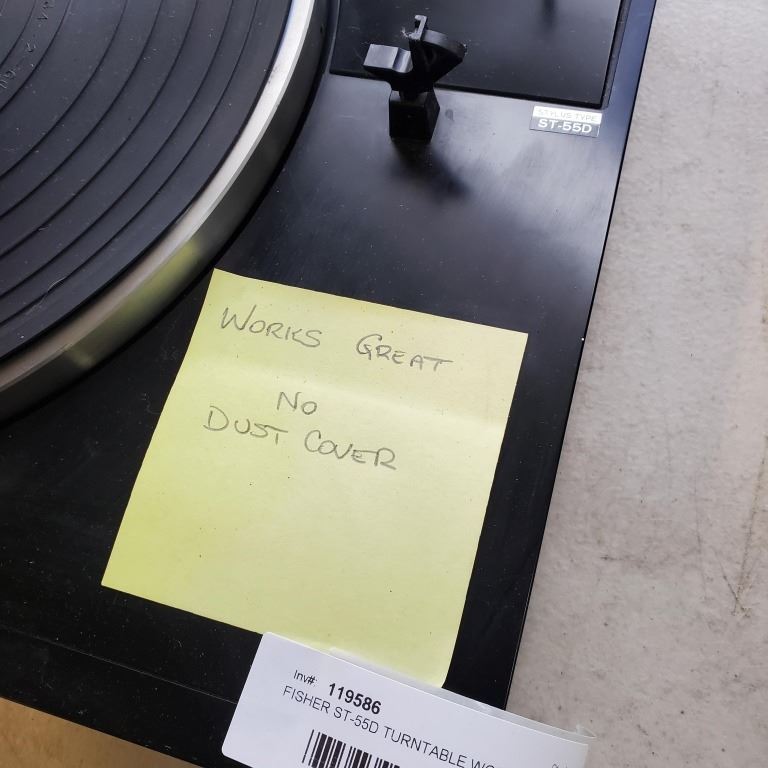 STYLUS TYPE
ST-55D
WORKS GREAT
NO
DUST COVER
Inv#: 119586
FISHER ST-55D TURNTABLE